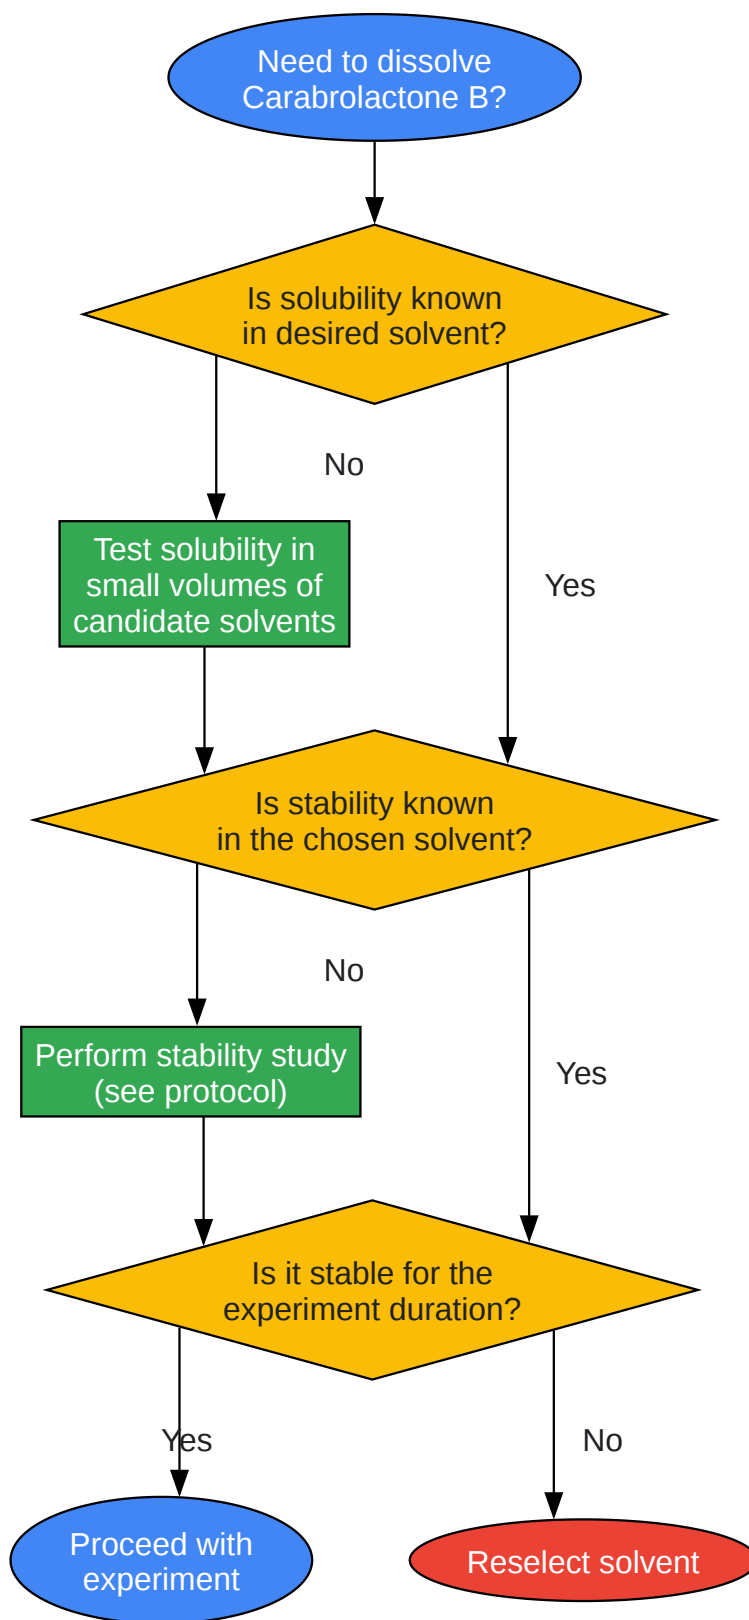 Need to dissolve
Carabrolactone B?
Is solubility known
in desired solvent?
No
Test solubility in
small volumes of
candidate solvents
Yes
Is stability known
in the chosen solvent?
No
Perform stability study
(see protocol)
Yes
Is it stable for the
experiment duration?
Yes
No
Proceed with
experiment
Reselect solvent